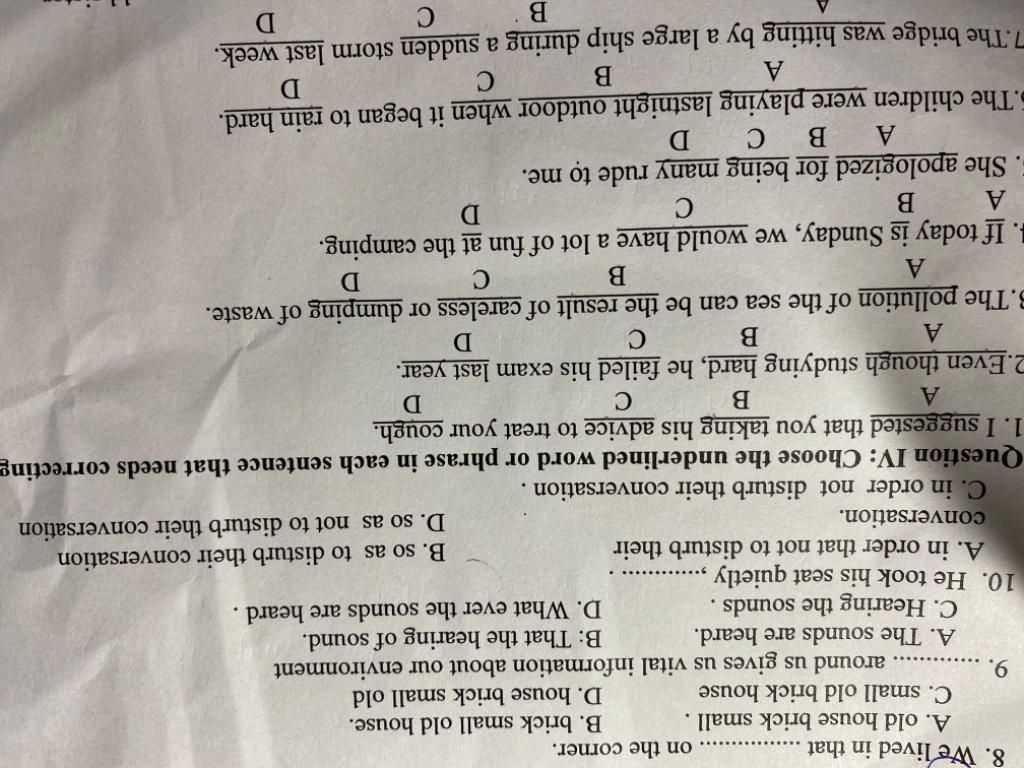 8. We lived in that ................. on the corner.
A. old house brick small . B. brick small old house.
C. small old brick house D. house brick small old
9. .............. around us gives us vital information about our environment
A. The sounds are heard. B: That the hearing of sound.
C. Hearing the sounds . D. What ever the sounds are heard .
10. He took his seat quietly ,............. .
A. in order that not to disturb their B. so as to disturb their conversation
conversation. D. so as not to disturb their conversation
C. in order not disturb their conversation .
Question IV: Choose the underlined word or phrase in each sentence that needs correcting
1. I suggested that you taking his advice to treat your cough.
A B C D
2.Even though studying hard, he failed his exam last year.
A B C D
3.The pollution of the sea can be the result of careless or dumping of waste.
A B C D
4. If today is Sunday, we would have a lot of fun at the camping.
A B C D
. She apologized for being many rude to me.
A B C D
.The children were playing lastnight outdoor when it began to rain hard.
A B C D
7.The bridge was hitting by a large ship during a sudden storm last week.
A B C D